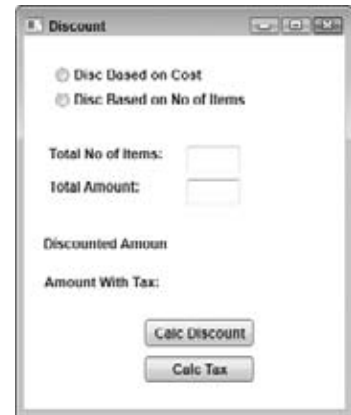 Discount
Disc Based on Cost
Disc Based on No of Items
Total No of Items:
Total Amount:
Discounted Amoun
Amount With Tax:
Calc Discount
Calc Tax